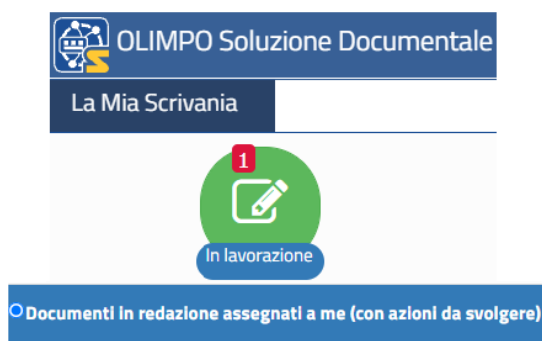 OLIMPO Soluzione Documentale
La Mia Scrivania
1
In lavorazione
Documenti in redazione assegnati a me (con azioni da svolgere)